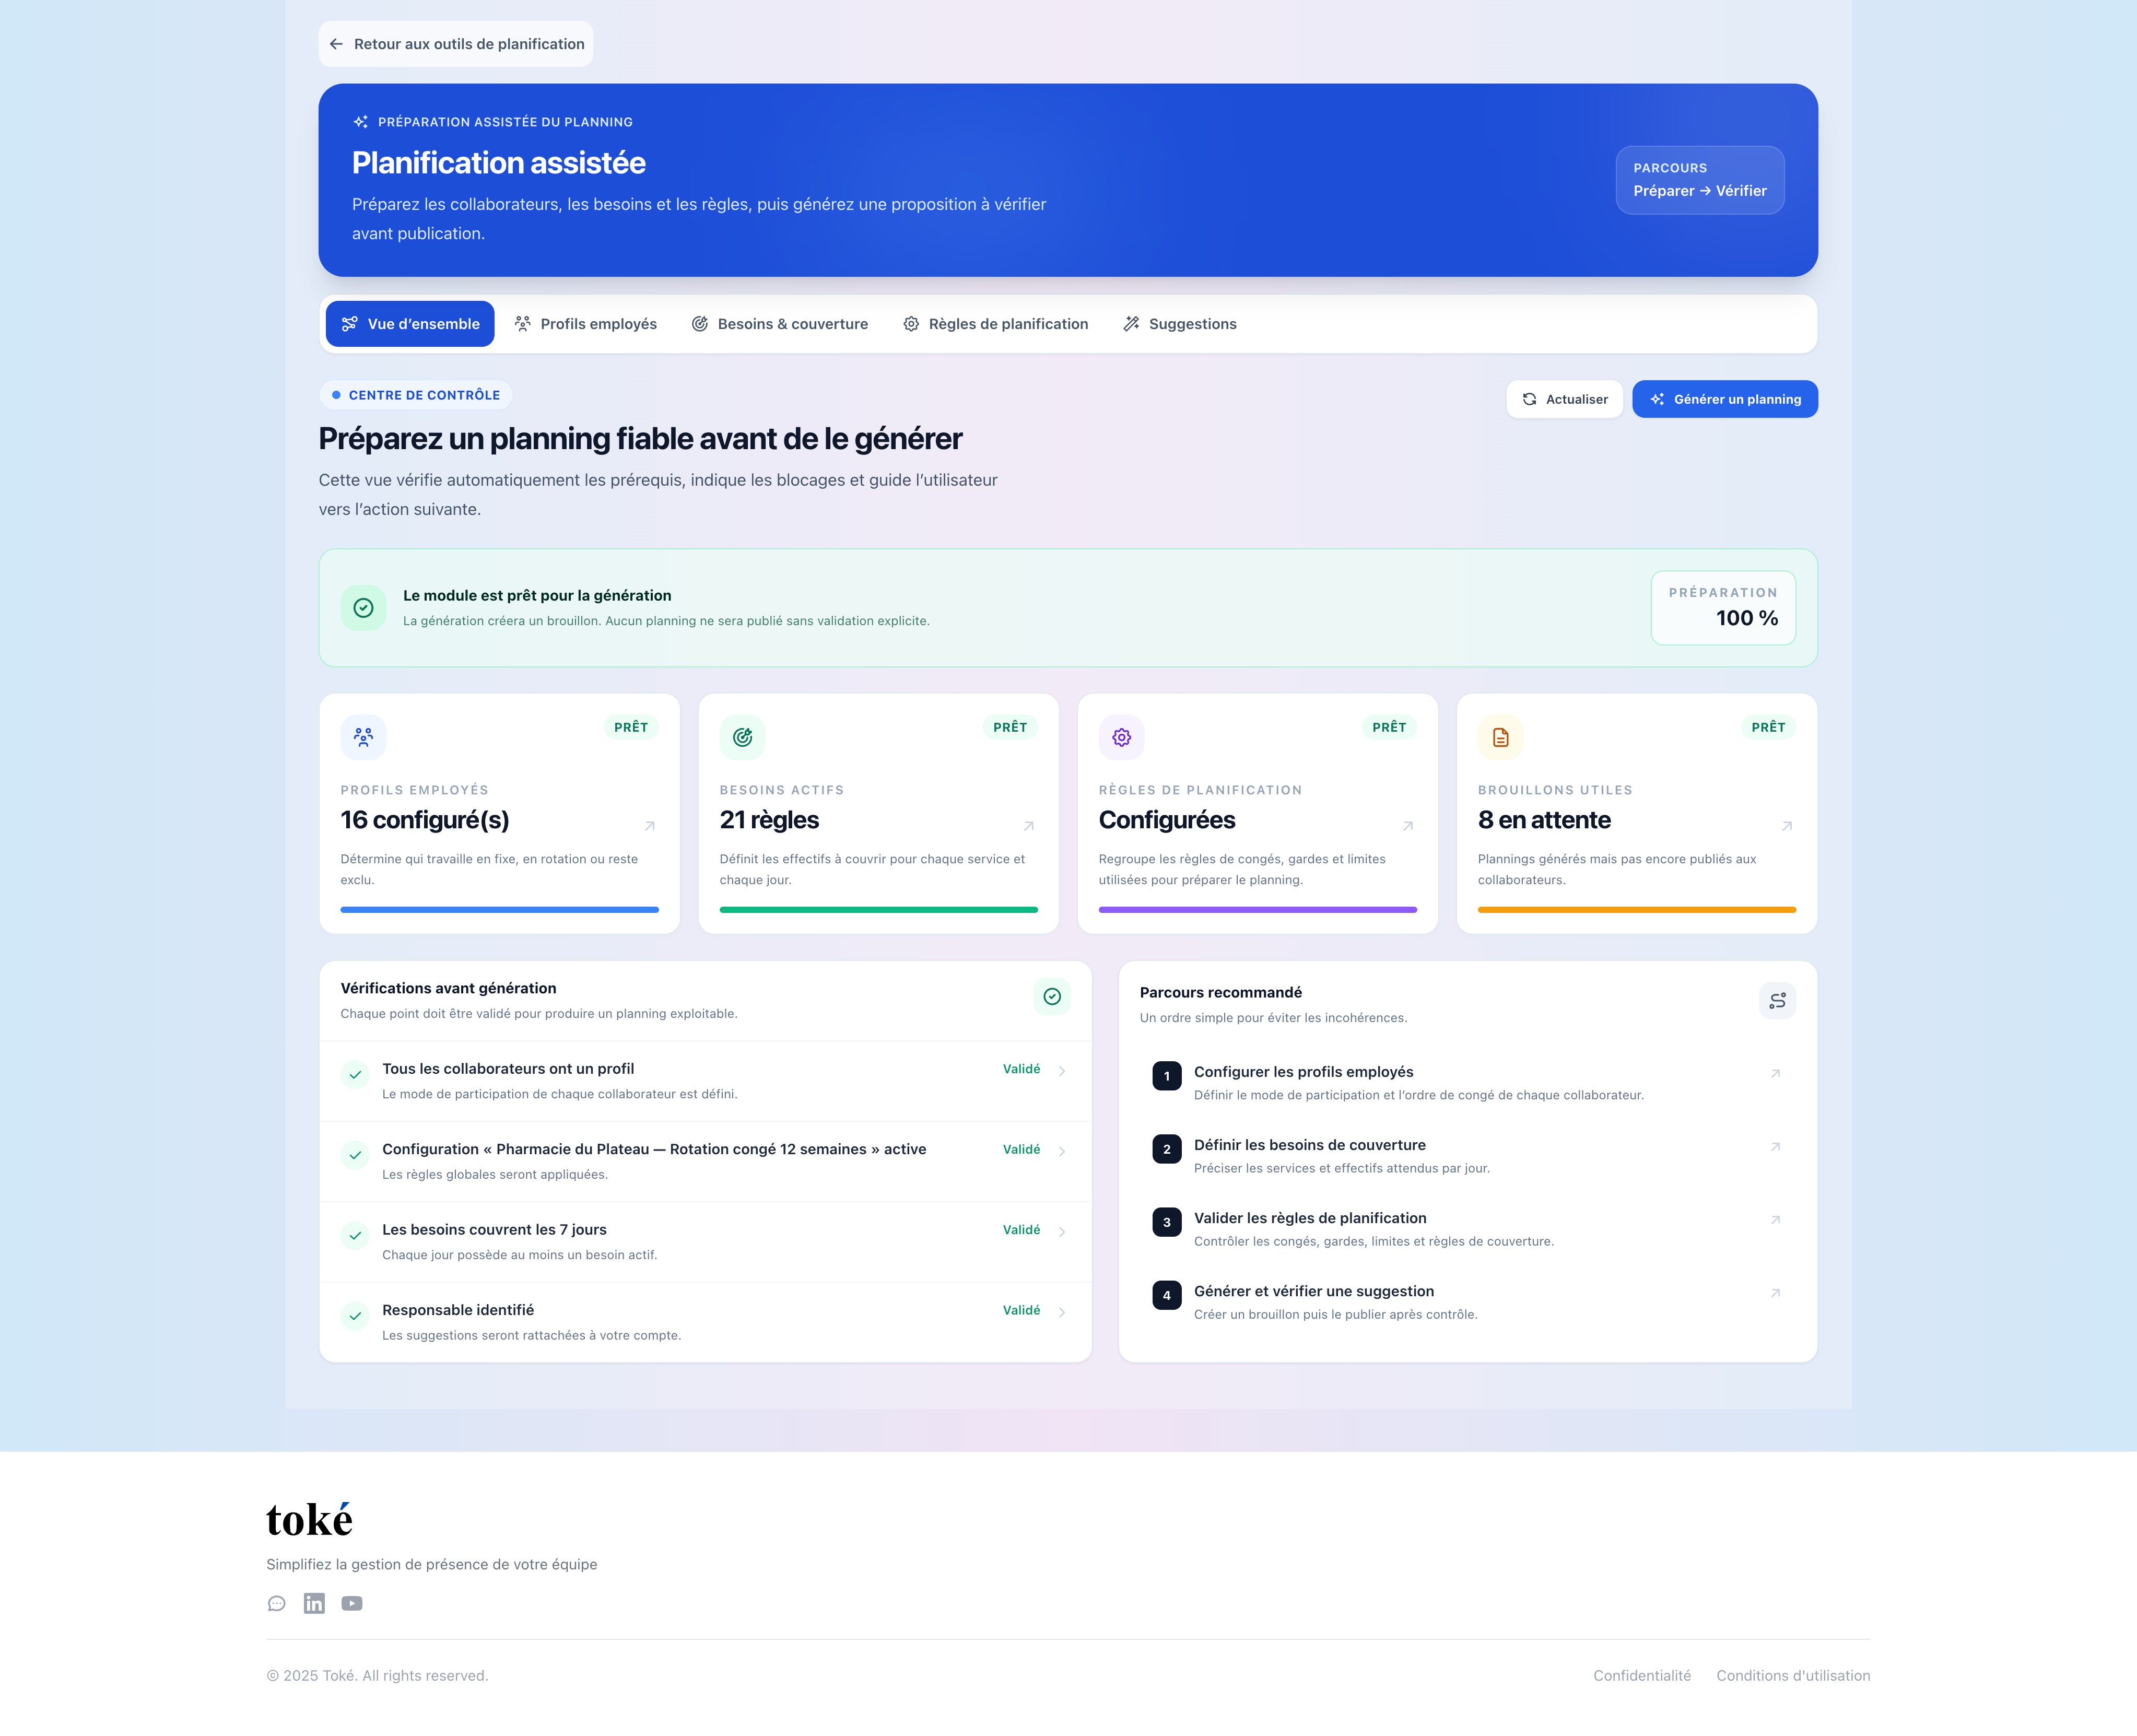 Retour aux outils de planification
PRÉPARATION ASSISTÉE DU PLANNING
Planification assistée
Préparez les collaborateurs, les besoins et les règles, puis générez une proposition à vérifier
avant publication.
PARCOURS
Préparer → Vérifier
Vue d’ensemble
Profils employés
Besoins & couverture
Règles de planification
Suggestions
CENTRE DE CONTRÔLE
Actualiser
Générer un planning
Préparez un planning fiable avant de le générer
Cette vue vérifie automatiquement les prérequis, indique les blocages et guide l’utilisateur
vers l’action suivante.
Le module est prêt pour la génération
La génération créera un brouillon. Aucun planning ne sera publié sans validation explicite.
PRÉPARATION
100 %
PRÊT
PROFILS EMPLOYÉS
16 configuré(s)
Détermine qui travaille en fixe, en rotation ou reste
exclu.
PRÊT
BESOINS ACTIFS
21 règles
Définit les effectifs à couvrir pour chaque service et
chaque jour.
PRÊT
RÈGLES DE PLANIFICATION
Configurées
Regroupe les règles de congés, gardes et limites
utilisées pour préparer le planning.
PRÊT
BROUILLONS UTILES
8 en attente
Plannings générés mais pas encore publiés aux
collaborateurs.
Vérifications avant génération
Chaque point doit être validé pour produire un planning exploitable.
Tous les collaborateurs ont un profil
Validé
Le mode de participation de chaque collaborateur est défini.
Configuration « Pharmacie du Plateau — Rotation congé 12 semaines » active
Validé
Les règles globales seront appliquées.
Les besoins couvrent les 7 jours
Validé
Chaque jour possède au moins un besoin actif.
Responsable identifié
Validé
Les suggestions seront rattachées à votre compte.
Parcours recommandé
Un ordre simple pour éviter les incohérences.
1
Configurer les profils employés
Définir le mode de participation et l’ordre de congé de chaque collaborateur.
2
Définir les besoins de couverture
Préciser les services et effectifs attendus par jour.
3
Valider les règles de planification
Contrôler les congés, gardes, limites et règles de couverture.
4
Générer et vérifier une suggestion
Créer un brouillon puis le publier après contrôle.
toké
Simplifiez la gestion de présence de votre équipe
in
© 2025 Toké. All rights reserved.
Confidentialité
Conditions d'utilisation